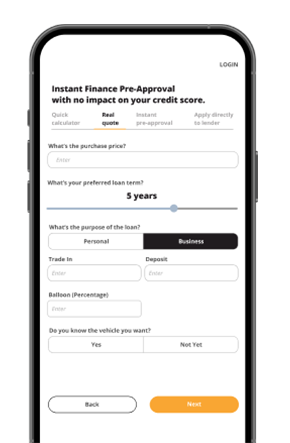 LOGIN
Instant Finance Pre-Approval
with no impact on your credit score.
Quick Real Instant Apply directly
calculator quote pre-approval to lender
What's the purchase price?
Enter
What's your preferred loan term?
5 years
What's the purpose of the loan?
Personal Business
Trade In Deposit
Enter Enter
Balloon (Percentage)
Enter
Do you know the vehicle you want?
Yes Not Yet
Back Next